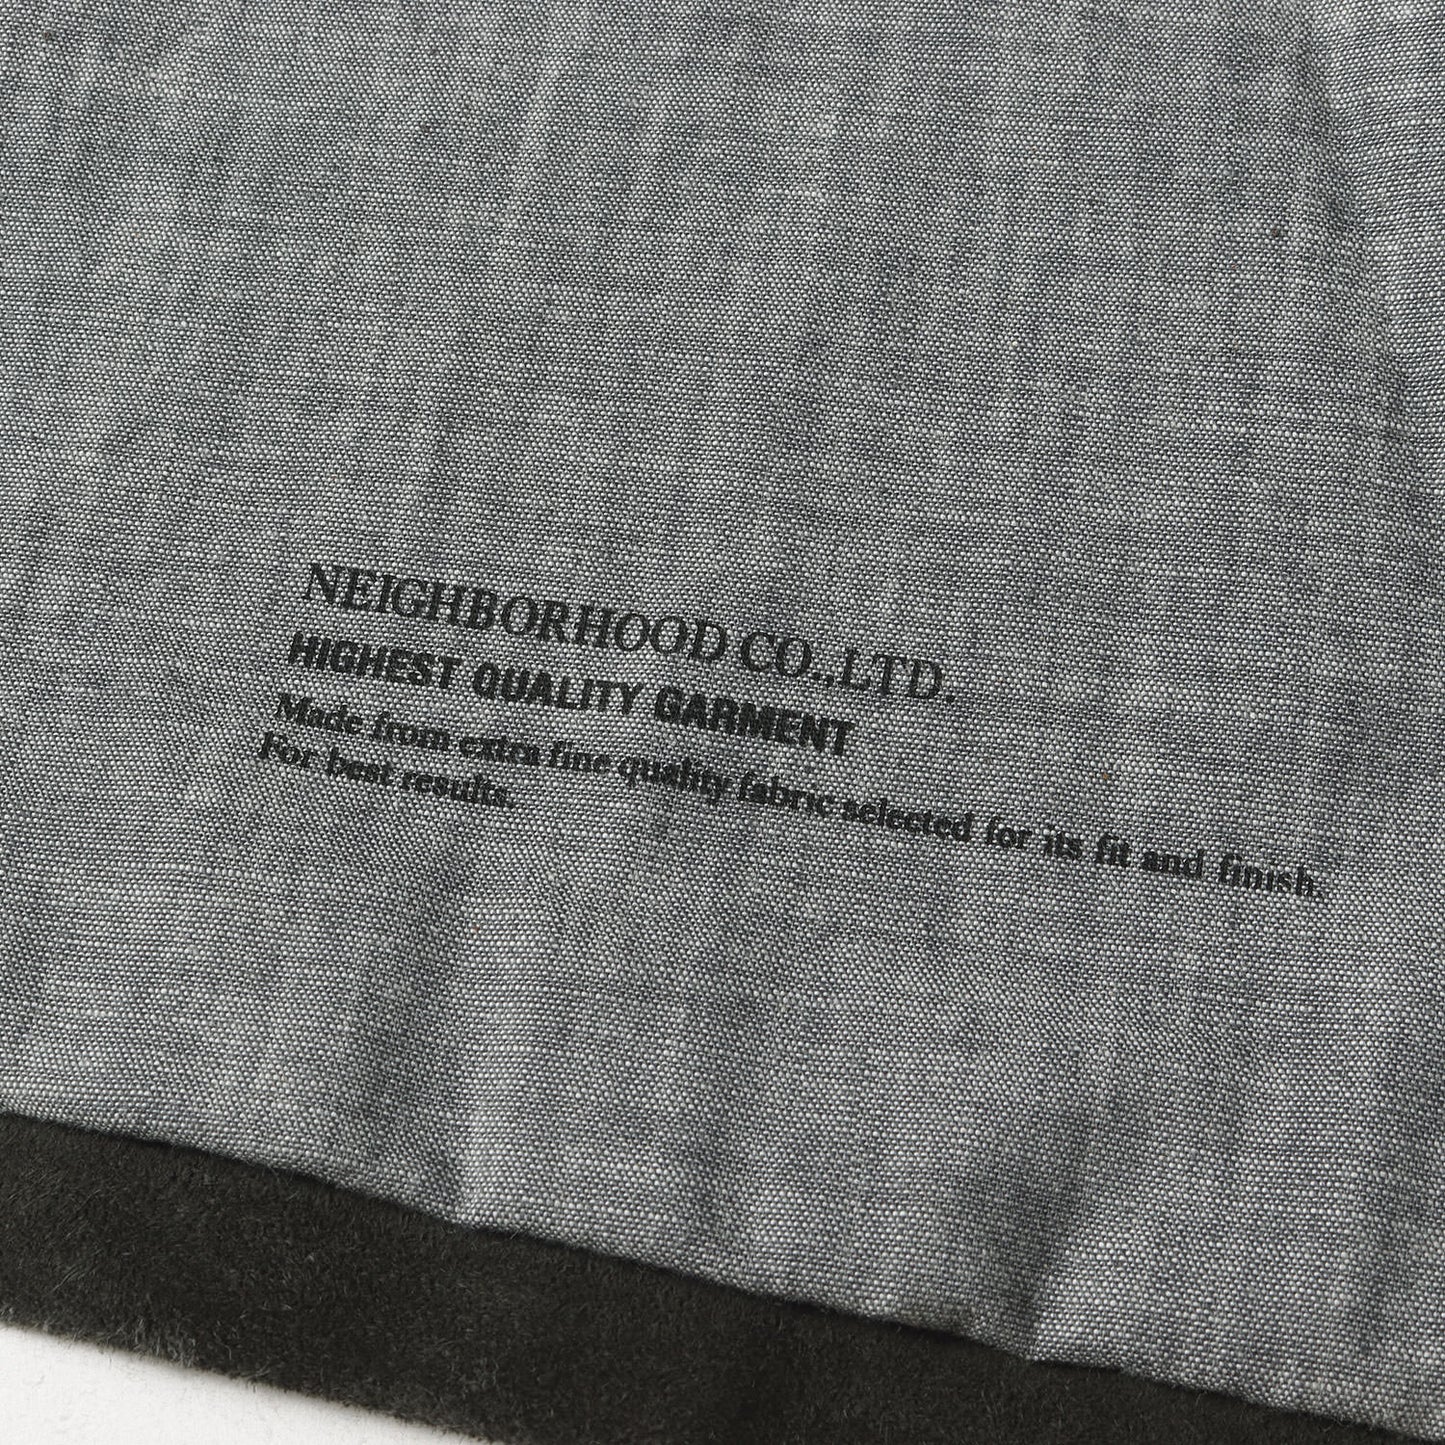 NEIGHBORHOOD CO.,LTD.
HIGHEST QUALITY GARMENT
Made from extra fine quality fabric selected for its fit and finish.
For best results.